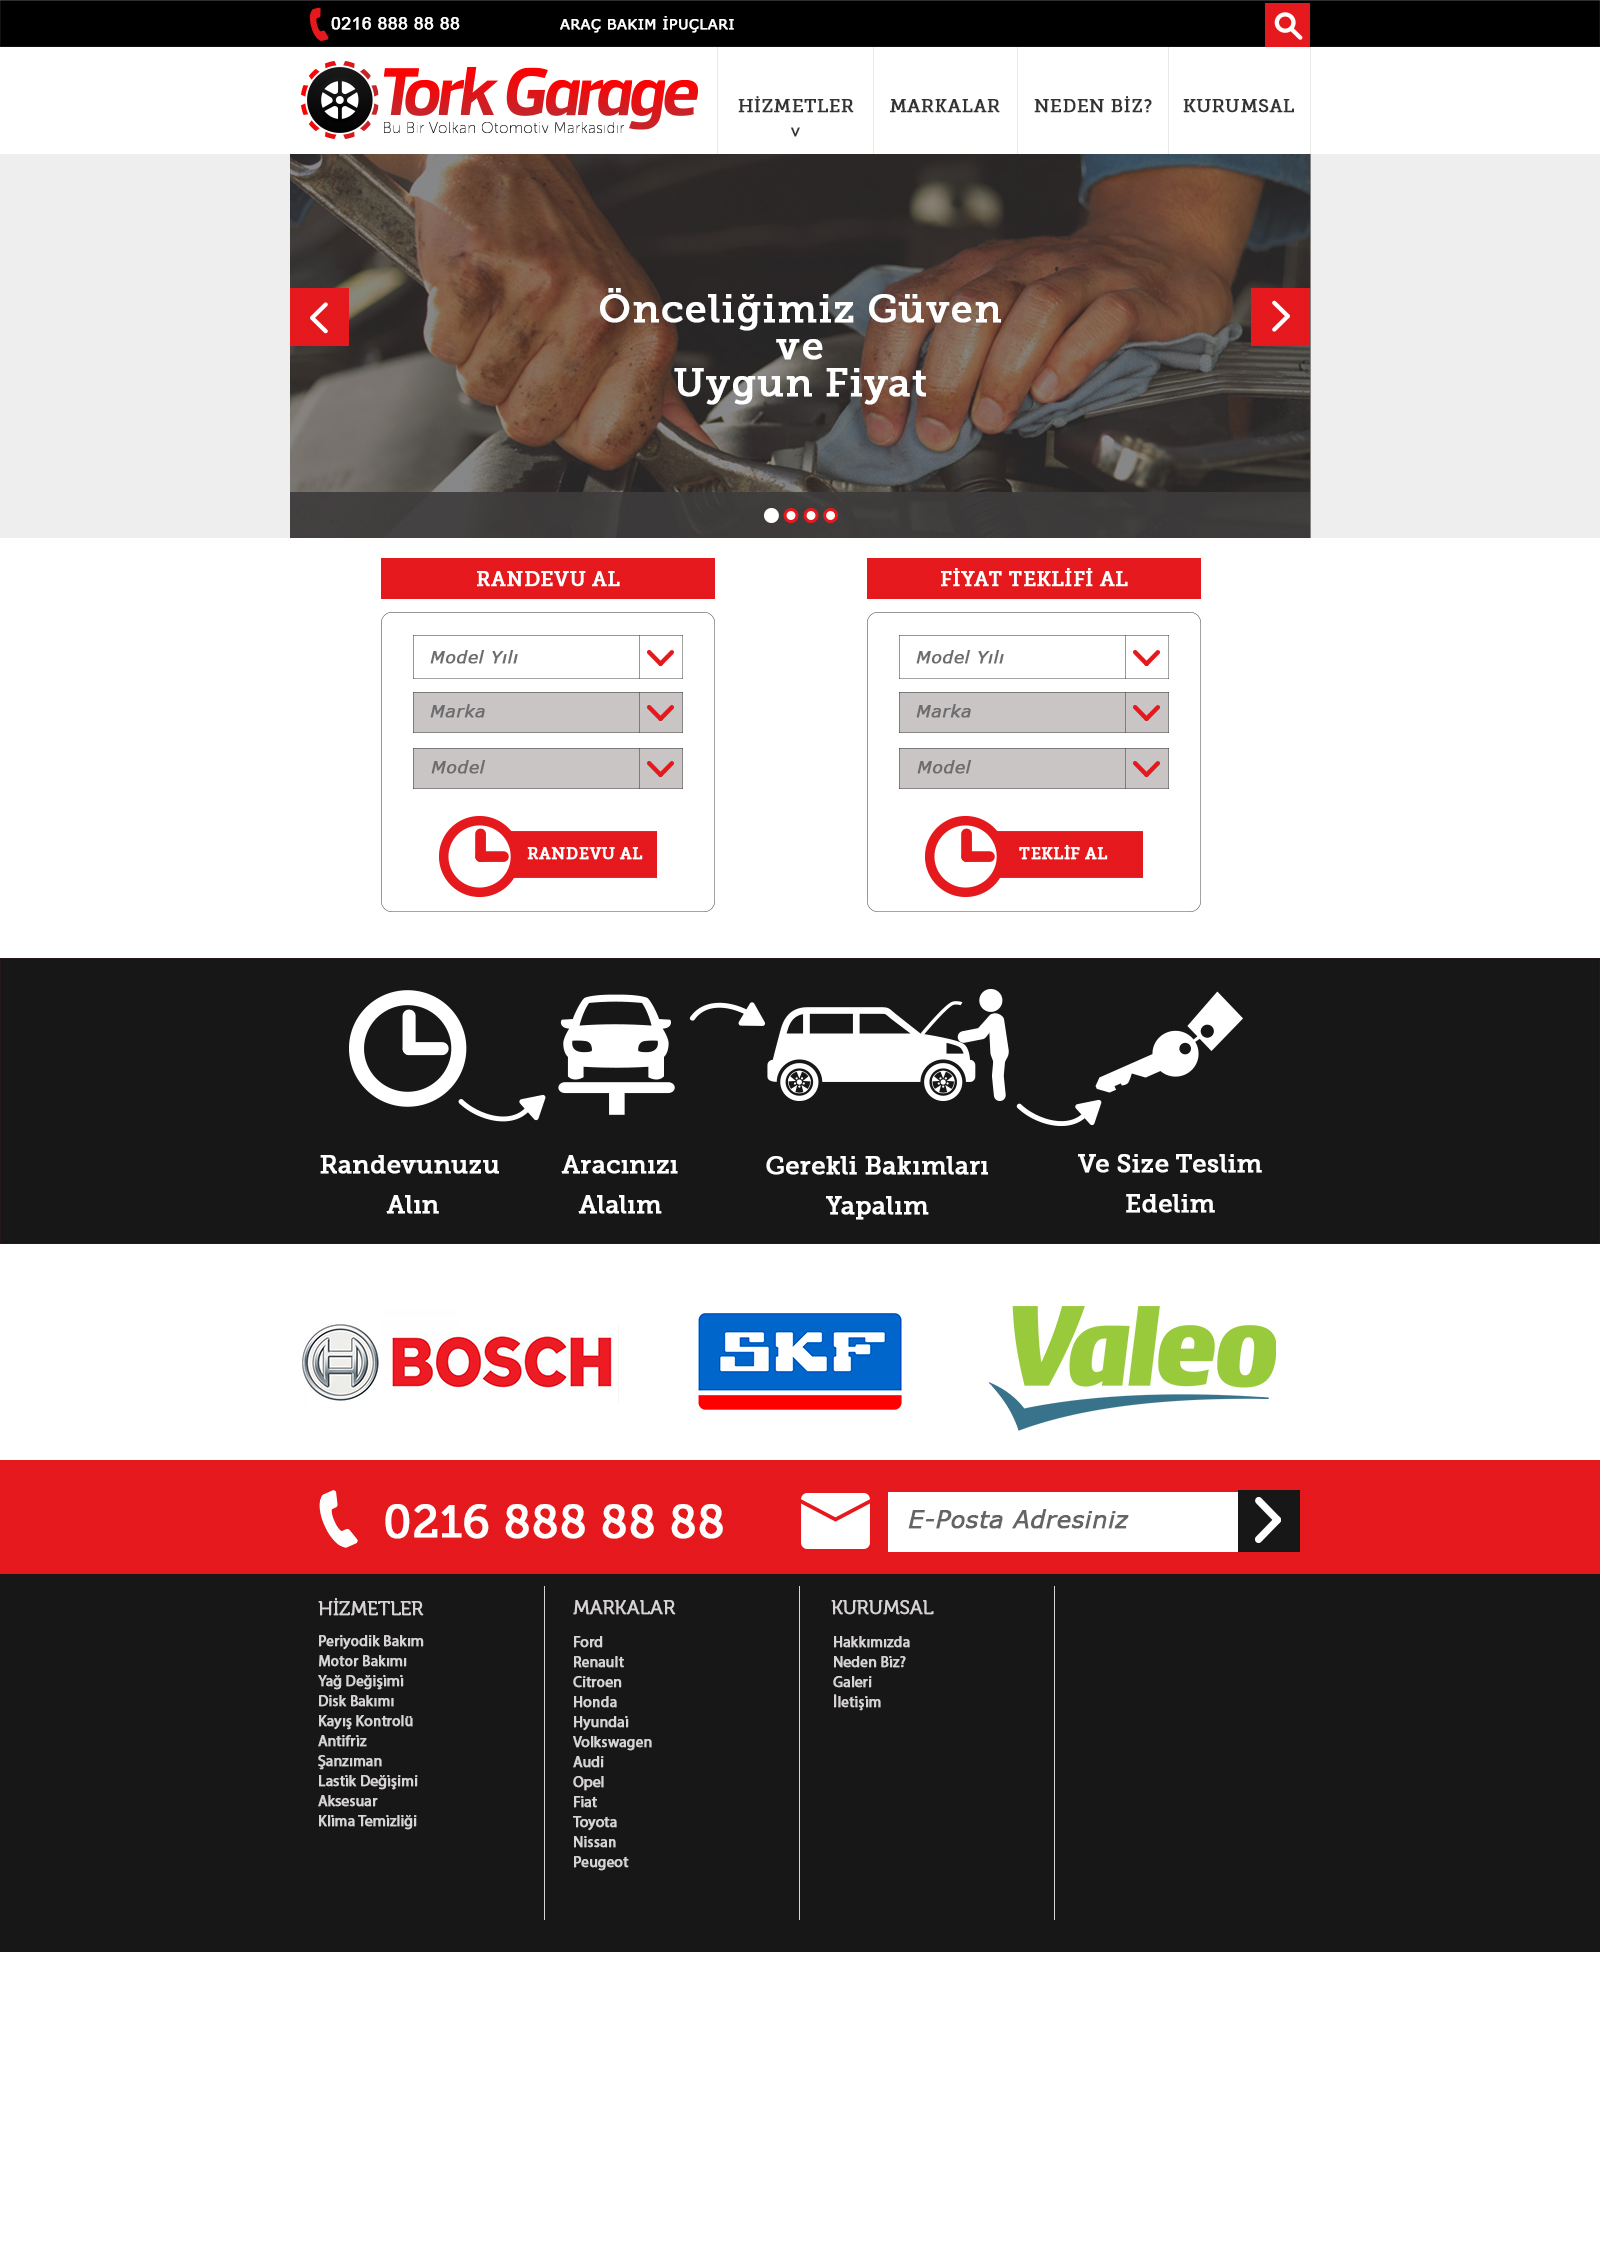 0216 888 88 88
ARAÇ BAKIM İPUÇLARI
Tork Garage
Bu Bir Volkan Otomotiv Markasıdır
HİZMETLER
MARKALAR
NEDEN BİZ?
KURUMSAL
Önceliğimiz Güven
ve
Uygun Fiyat
RANDEVU AL
Model Yılı
Marka
Model
RANDEVU AL
FİYAT TEKLİFİ AL
Model Yılı
Marka
Model
TEKLİF AL
Randevunuzu
Alın
Aracınızı
Alalım
Gerekli Bakımları
Yapalım
Ve Size Teslim
Edelim
BOSCH
SKF
Valeo
0216 888 88 88
E-Posta Adresiniz
HİZMETLER
Periyodik Bakım
Motor Bakımı
Yağ Değişimi
Disk Bakımı
Kayış Kontrolü
Antifriz
Şanzıman
Lastik Değişimi
Aksesuar
Klima Temizliği
MARKALAR
Ford
Renault
Citroen
Honda
Hyundai
Volkswagen
Audi
Opel
Fiat
Toyota
Nissan
Peugeot
KURUMSAL
Hakkımızda
Neden Biz?
Galeri
İletişim